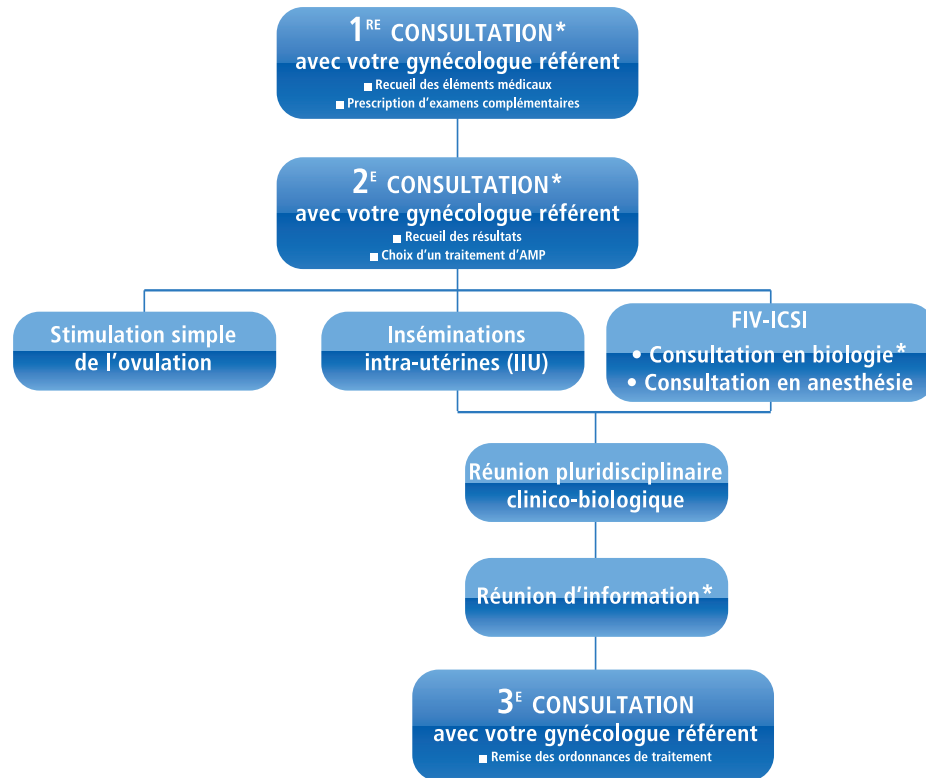 1RE CONSULTATION*
avec votre gynécologue référent
■ Recueil des éléments médicaux
■ Prescription d'examens complémentaires
2E CONSULTATION*
avec votre gynécologue référent
■ Recueil des résultats
■ Choix d'un traitement d'AMP
Stimulation simple
de l'ovulation
Inséminations
intra-utérines (IIU)
FIV-ICSI
• Consultation en biologie*
• Consultation en anesthésie
Réunion pluridisciplinaire
clinico-biologique
Réunion d'information*
3E CONSULTATION
avec votre gynécologue référent
■ Remise des ordonnances de traitement